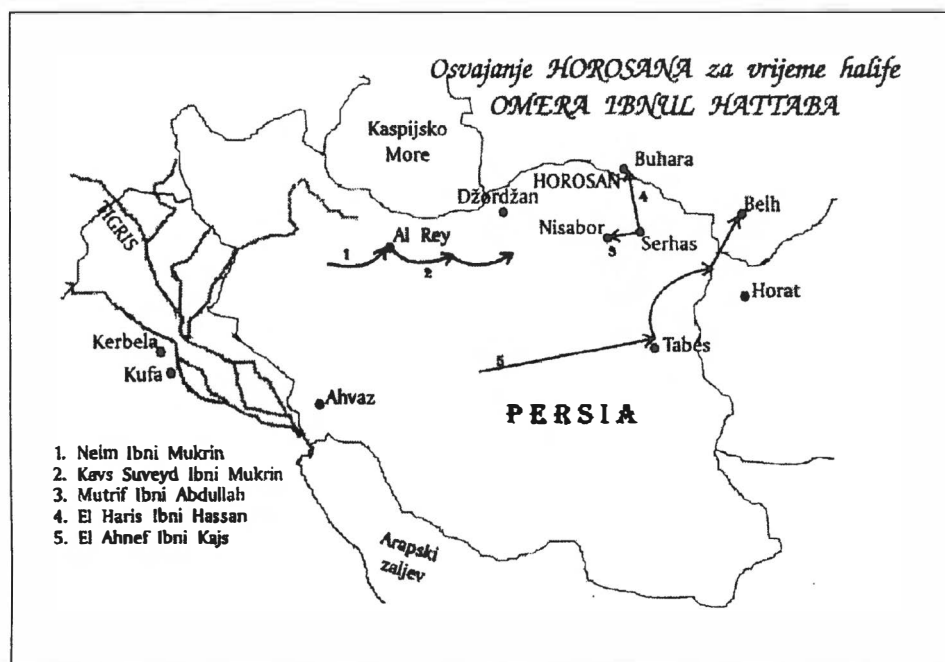 Osvajanje HOROSANA za vrijeme halife
OMERA IBNUL HATTABA
Kaspijsko
More
Buhara
HOROSAN
Džordžan
4
Belh
TIGRIS
Nisabor
Al Rey
3
Serhas
1
2
Horat
Kerbela
Tabes
5
Kufa
Ahvaz
PERSIA
1. Neim Ibni Mukrin
2. Kavs Suveyd Ibni Mukrin
3. Mutrif Ibni Abdullah
4. El Haris Ibni Hassan
5. El Ahnef Ibni Kajs
Arapski
zaljev